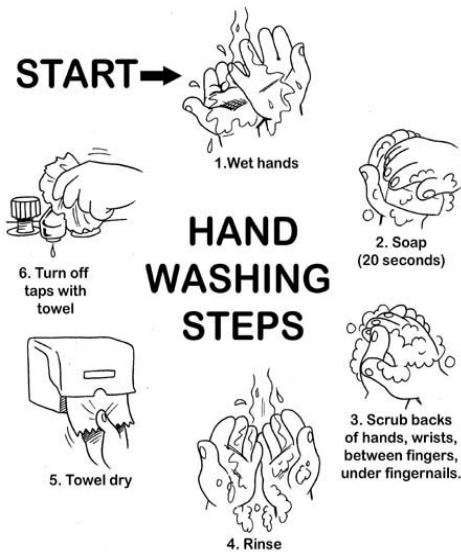 START
1.Wet hands
2. Soap
(20 seconds)
HAND
WASHING
STEPS
3. Scrub backs
of hands, wrists,
between fingers,
under fingernails.
4. Rinse
5. Towel dry
6. Turn off
taps with
towel